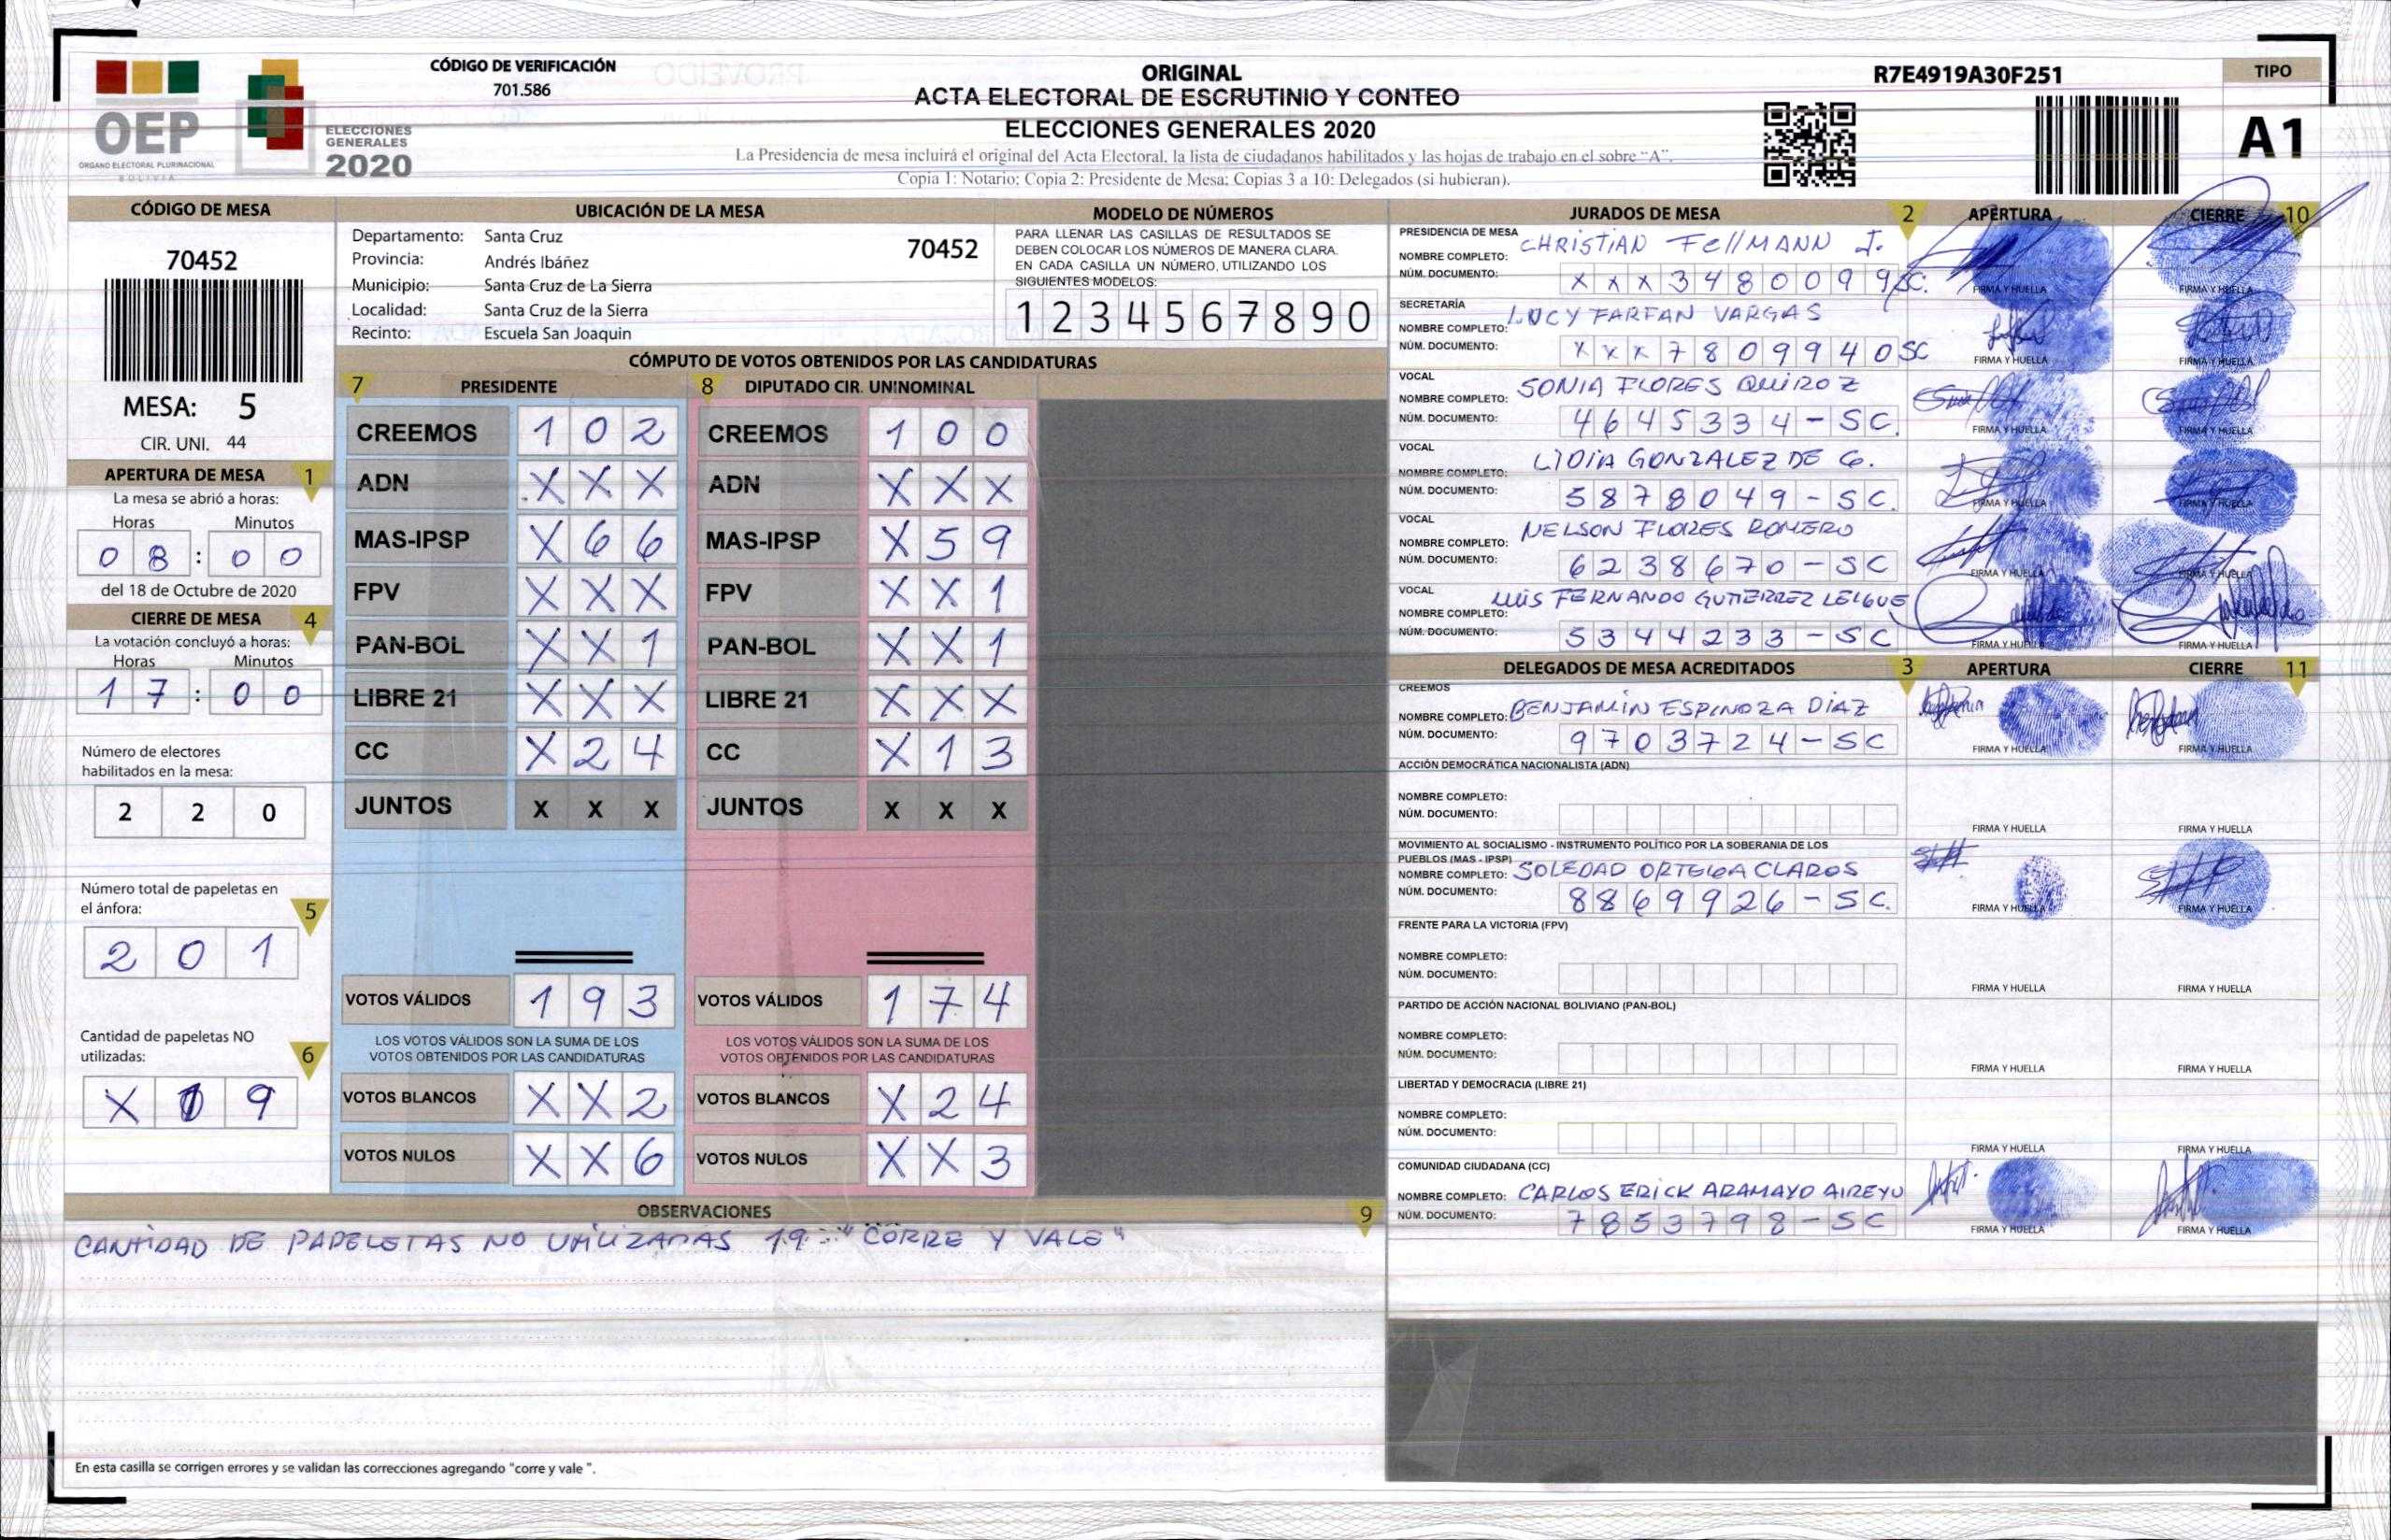 CÓDIGO DE VERIFICACIÓN
701.586
OEP
ÓRGANO ELECTORAL PLURINACIONAL
BOLIVIA
ELECCIONES
GENERALES
2020
ORIGINAL
ACTA ELECTORAL DE ESCRUTINIO Y CONTEO
ELECCIONES GENERALES 2020
La Presidencia de mesa incluirá el original del Acta Electoral, la lista de ciudadanos habilitados y las hojas de trabajo en el sobre "A".
Copia 1: Notario; Copia 2: Presidente de Mesa; Copias 3 a 10: Delegados (si hubieran).
R7E4919A30F251
TIPO
A1
CÓDIGO DE MESA
70452
MESA: 5
CIR. UNI. 44
APERTURA DE MESA 1
La mesa se abrió a horas:
Horas Minutos
0 8 : 0 0
del 18 de Octubre de 2020
CIERRE DE MESA 4
La votación concluyó a horas:
Horas Minutos
1 7 : 0 0
Número de electores
habilitados en la mesa:
2 2 0
Número total de papeletas en
el ánfora: 5
2 0 1
Cantidad de papeletas NO
utilizadas: 6
X 1 9
UBICACIÓN DE LA MESA
Departamento: Santa Cruz
70452
Provincia: Andrés Ibáñez
Municipio: Santa Cruz de La Sierra
Localidad: Santa Cruz de la Sierra
Recinto: Escuela San Joaquin
MODELO DE NÚMEROS
PARA LLENAR LAS CASILLAS DE RESULTADOS SE
DEBEN COLOCAR LOS NÚMEROS DE MANERA CLARA.
EN CADA CASILLA UN NÚMERO, UTILIZANDO LOS
SIGUIENTES MODELOS:
1 2 3 4 5 6 7 8 9 0
CÓMPUTO DE VOTOS OBTENIDOS POR LAS CANDIDATURAS
7 PRESIDENTE
CREEMOS 1 0 2
ADN X X X
MAS-IPSP X 6 6
FPV X X X
PAN-BOL X X 1
LIBRE 21 X X X
CC X 2 4
JUNTOS X X X
VOTOS VÁLIDOS 1 9 3
LOS VOTOS VÁLIDOS SON LA SUMA DE LOS
VOTOS OBTENIDOS POR LAS CANDIDATURAS
VOTOS BLANCOS X X 2
VOTOS NULOS X X 6
8 DIPUTADO CIR. UNINOMINAL
CREEMOS 1 0 0
ADN X X X
MAS-IPSP X 5 9
FPV X X 1
PAN-BOL X X 1
LIBRE 21 X X X
CC X 1 3
JUNTOS X X X
VOTOS VÁLIDOS 1 7 4
LOS VOTOS VÁLIDOS SON LA SUMA DE LOS
VOTOS OBTENIDOS POR LAS CANDIDATURAS
VOTOS BLANCOS X 2 4
VOTOS NULOS X X 3
OBSERVACIONES 9
CANTIDAD DE PAPELETAS NO UTILIZADAS 19 "CORRE Y VALE"
En esta casilla se corrigen errores y se validan las correcciones agregando "corre y vale ".
JURADOS DE MESA 2 APERTURA CIERRE 10
PRESIDENCIA DE MESA
NOMBRE COMPLETO: CHRISTIAN FEllMANN J.
NÚM. DOCUMENTO: X X X 3 4 8 0 0 9 9 SC.
FIRMA Y HUELLA FIRMA Y HUELLA
SECRETARÍA
NOMBRE COMPLETO: LUCY FARFAN VARGAS
NÚM. DOCUMENTO: X X X 7 8 0 9 9 4 0 SC
FIRMA Y HUELLA FIRMA Y HUELLA
VOCAL
NOMBRE COMPLETO: SONIA FLORES QUIROZ
NÚM. DOCUMENTO: 4 6 4 5 3 3 4 - S C.
FIRMA Y HUELLA FIRMA Y HUELLA
VOCAL
NOMBRE COMPLETO: LIDIA GONZALEZ DE G.
NÚM. DOCUMENTO: 5 8 7 8 0 4 9 - S C.
FIRMA Y HUELLA FIRMA Y HUELLA
VOCAL
NOMBRE COMPLETO: NELSON FLORES ROMERO
NÚM. DOCUMENTO: 6 2 3 8 6 7 0 - S C
FIRMA Y HUELLA FIRMA Y HUELLA
VOCAL
NOMBRE COMPLETO: LUIS FERNANDO GUTIERREZ LEIGUE
NÚM. DOCUMENTO: 5 3 4 4 2 3 3 - S C
FIRMA Y HUELLA FIRMA Y HUELLA
DELEGADOS DE MESA ACREDITADOS 3 APERTURA CIERRE 11
CREEMOS
NOMBRE COMPLETO: BENJAMIN ESPINOZA DIAZ
NÚM. DOCUMENTO: 9 7 0 3 7 2 4 - S C
FIRMA Y HUELLA FIRMA Y HUELLA
ACCIÓN DEMOCRÁTICA NACIONALISTA (ADN)
NOMBRE COMPLETO:
NÚM. DOCUMENTO:
FIRMA Y HUELLA FIRMA Y HUELLA
MOVIMIENTO AL SOCIALISMO - INSTRUMENTO POLÍTICO POR LA SOBERANIA DE LOS
PUEBLOS (MAS - IPSP)
NOMBRE COMPLETO: SOLEDAD ORTEGA CLAROS
NÚM. DOCUMENTO: 8 8 6 9 9 2 6 - S C.
FIRMA Y HUELLA FIRMA Y HUELLA
FRENTE PARA LA VICTORIA (FPV)
NOMBRE COMPLETO:
NÚM. DOCUMENTO:
FIRMA Y HUELLA FIRMA Y HUELLA
PARTIDO DE ACCIÓN NACIONAL BOLIVIANO (PAN-BOL)
NOMBRE COMPLETO:
NÚM. DOCUMENTO:
FIRMA Y HUELLA FIRMA Y HUELLA
LIBERTAD Y DEMOCRACIA (LIBRE 21)
NOMBRE COMPLETO:
NÚM. DOCUMENTO:
FIRMA Y HUELLA FIRMA Y HUELLA
COMUNIDAD CIUDADANA (CC)
NOMBRE COMPLETO: CARLOS ERICK ARAMAYO AIREYU
NÚM. DOCUMENTO: 7 8 5 3 7 9 8 - S C
FIRMA Y HUELLA FIRMA Y HUELLA